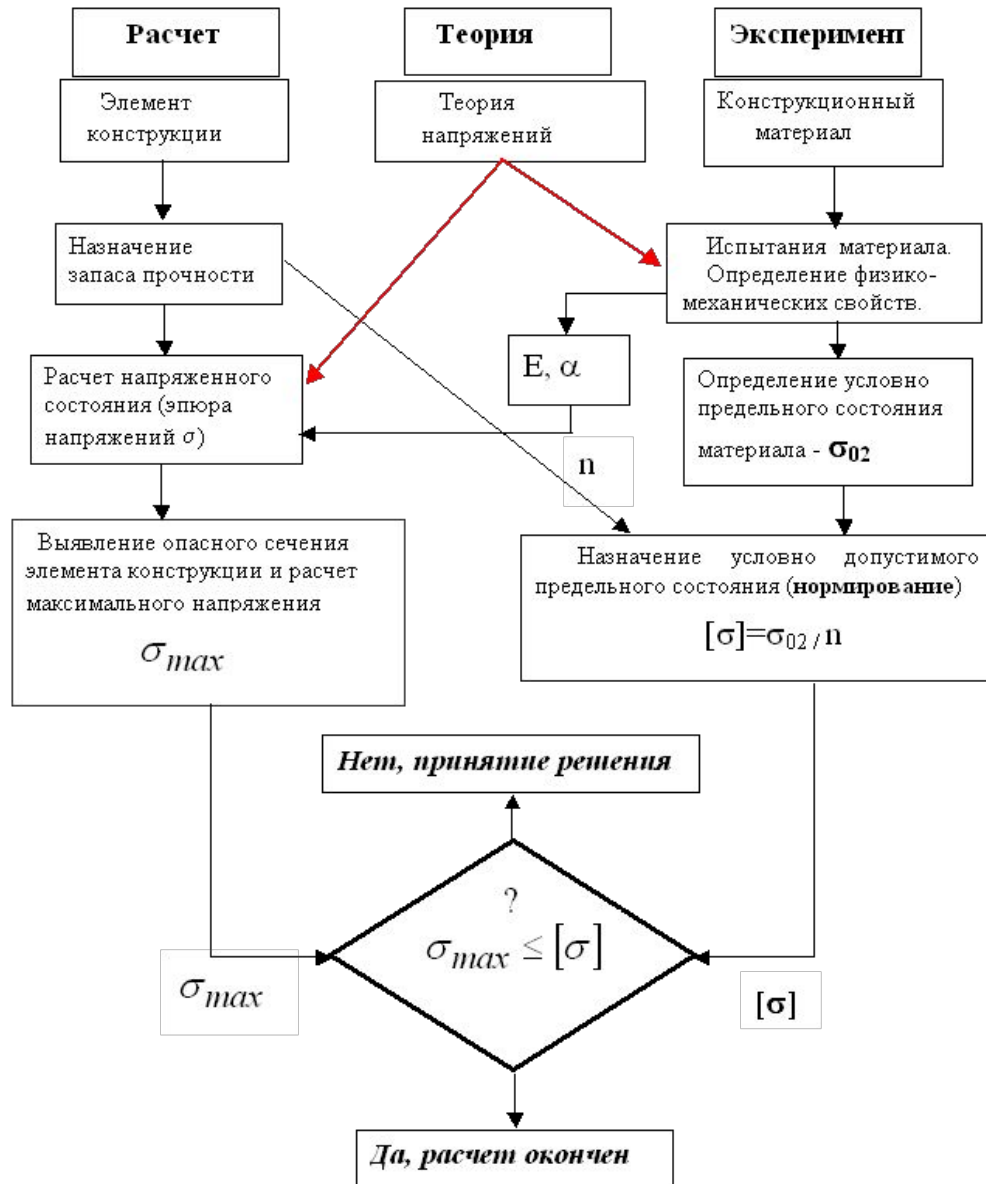 Расчет
Теория
Эксперимент
Элемент
конструкции
Теория
напряжений
Конструкционный
материал
Назначение
запаса прочности
Испытания материала.
Определение физико-
механических свойств.
E, α
Расчет напряженного
состояния (эпюра
напряжений σ)
Определение условно
предельного состояния
материала - σ02
n
Выявление опасного сечения
элемента конструкции и расчет
максимального напряжения
σmax
Назначение условно допустимого
предельного состояния (нормирование)
[σ]=σ02 / n
Нет, принятие решения
?
σmax ≤ [σ]
σmax
[σ]
Да, расчет окончен